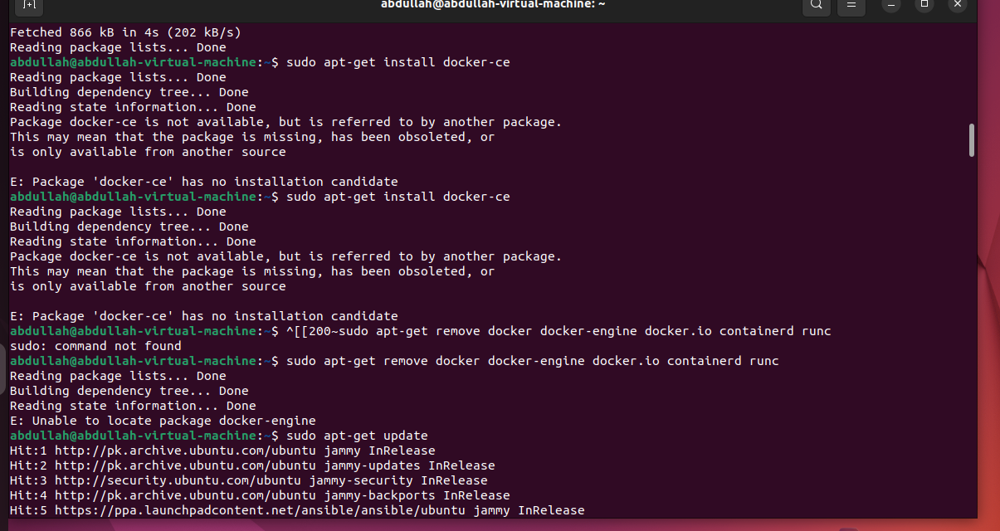 abdullah@abdullah-virtual-machine: ~
Fetched 866 kB in 4s (202 kB/s)
Reading package lists... Done
abdullah@abdullah-virtual-machine:~$ sudo apt-get install docker-ce
Reading package lists... Done
Building dependency tree... Done
Reading state information... Done
Package docker-ce is not available, but is referred to by another package.
This may mean that the package is missing, has been obsoleted, or
is only available from another source
E: Package 'docker-ce' has no installation candidate
abdullah@abdullah-virtual-machine:~$ sudo apt-get install docker-ce
Reading package lists... Done
Building dependency tree... Done
Reading state information... Done
Package docker-ce is not available, but is referred to by another package.
This may mean that the package is missing, has been obsoleted, or
is only available from another source
E: Package 'docker-ce' has no installation candidate
abdullah@abdullah-virtual-machine:~$ ^[[200~sudo apt-get remove docker docker-engine docker.io containerd runc
sudo: command not found
abdullah@abdullah-virtual-machine:~$ sudo apt-get remove docker docker-engine docker.io containerd runc
Reading package lists... Done
Building dependency tree... Done
Reading state information... Done
E: Unable to locate package docker-engine
abdullah@abdullah-virtual-machine:~$ sudo apt-get update
Hit:1 http://pk.archive.ubuntu.com/ubuntu jammy InRelease
Hit:2 http://pk.archive.ubuntu.com/ubuntu jammy-updates InRelease
Hit:3 http://security.ubuntu.com/ubuntu jammy-security InRelease
Hit:4 http://pk.archive.ubuntu.com/ubuntu jammy-backports InRelease
Hit:5 https://ppa.launchpadcontent.net/ansible/ansible/ubuntu jammy InRelease